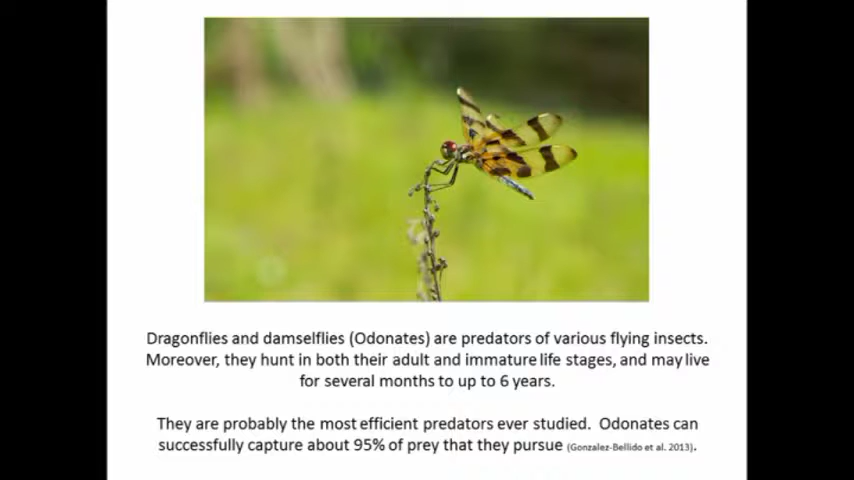 Dragonflies and damselflies (Odonates) are predators of various flying insects.
Moreover, they hunt in both their adult and immature life stages, and may live
for several months to up to 6 years.
They are probably the most efficient predators ever studied.  Odonates can
successfully capture about 95% of prey that they pursue (Gonzalez-Bellido et al. 2013).